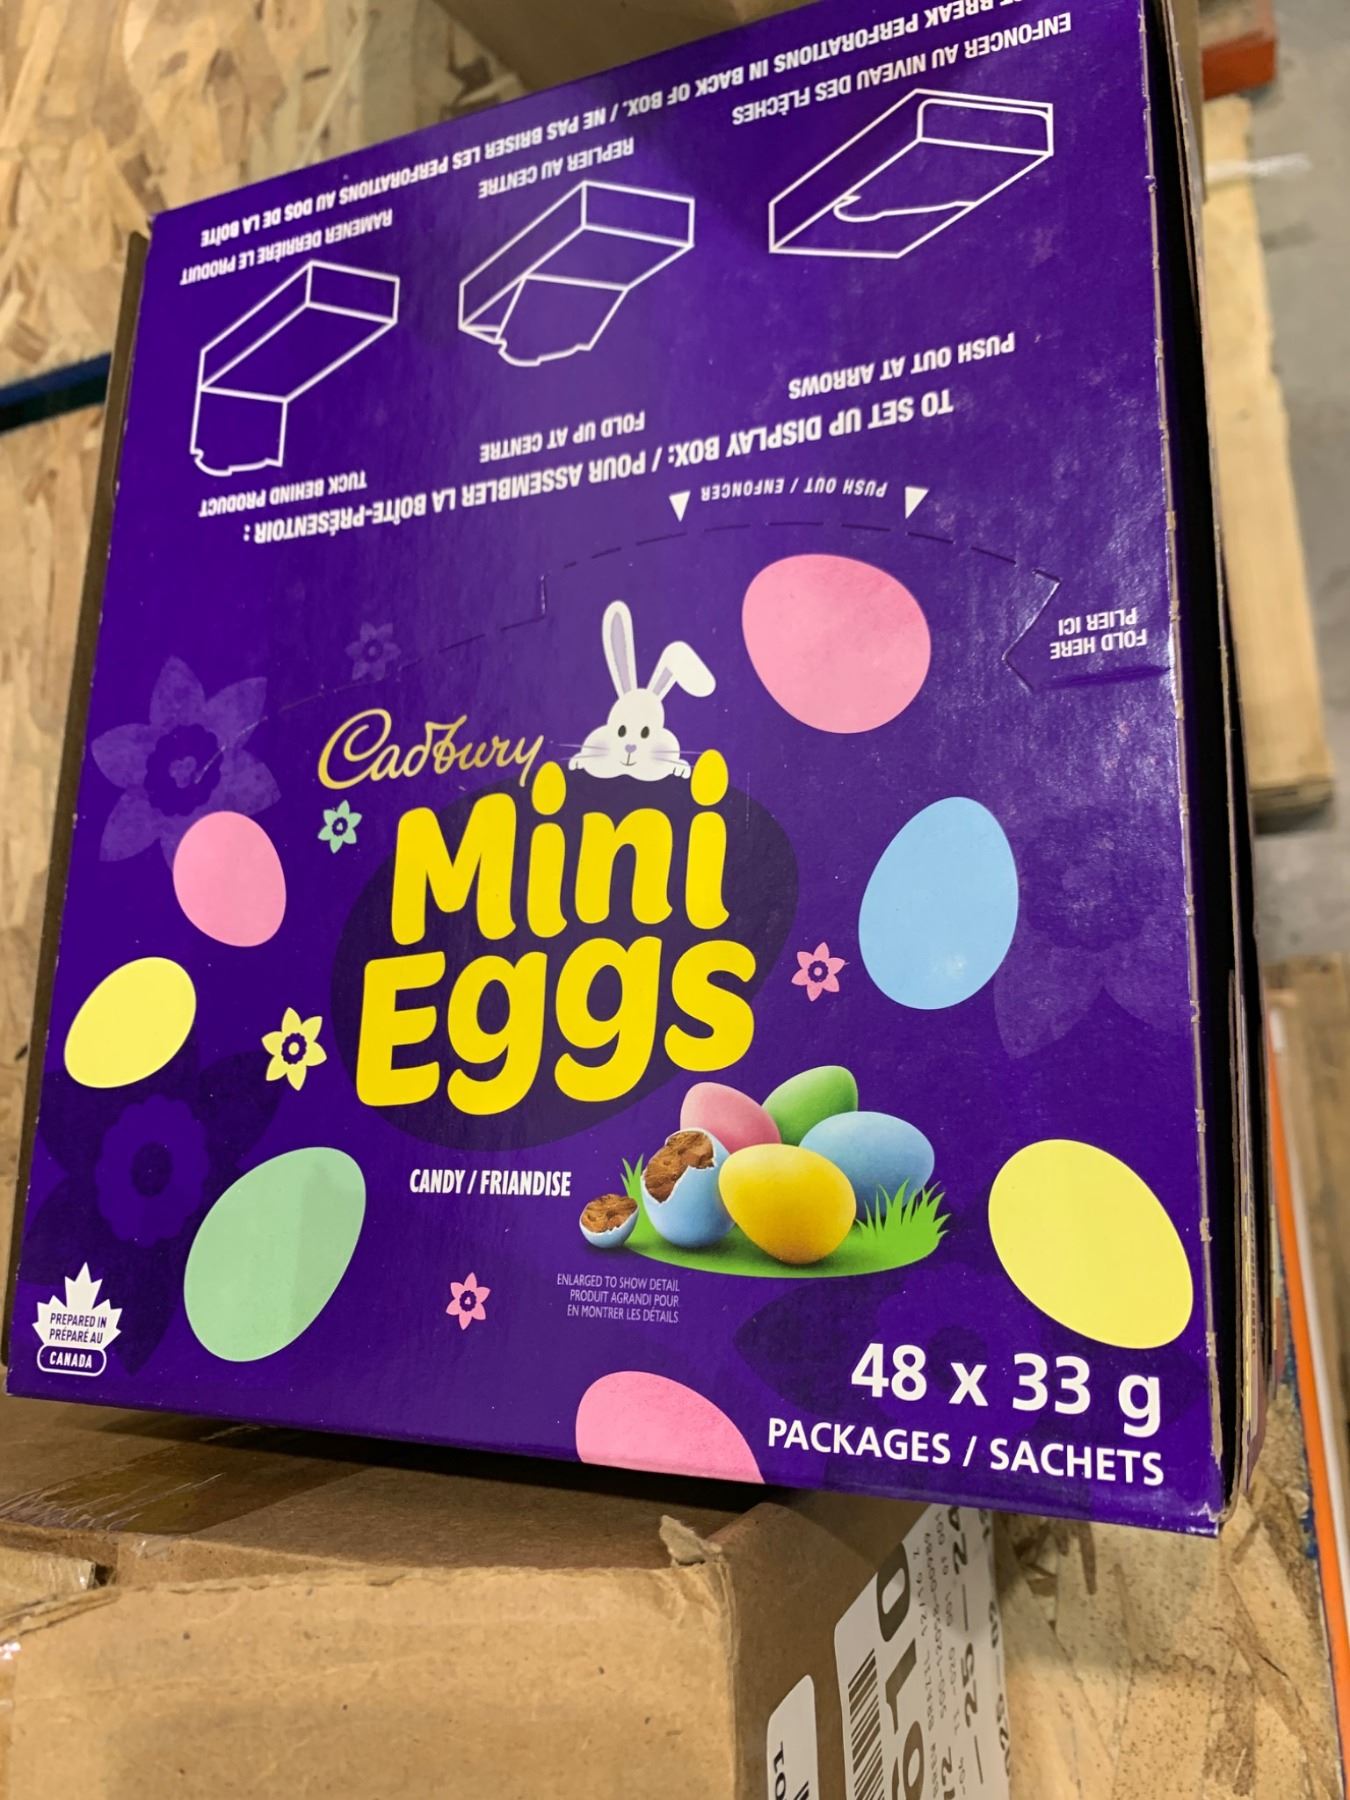 BREAK PERFORATIONS IN BACK OF BOX. / NE PAS BRISER LES PERFORATIONS AU DOS DE LA BOÎTE
ENFONCER AU NIVEAU DES FLÈCHES
REPLIER AU CENTRE
RAMENER DERRIÈRE LE PRODUIT
PUSH OUT AT ARROWS
FOLD UP AT CENTRE
TUCK BEHIND PRODUCT
TO SET UP DISPLAY BOX: / POUR ASSEMBLER LA BOÎTE-PRÉSENTOIR :
PUSH OUT / ENFONCER
FOLD HERE
PLIER ICI
Cadbury
Mini
Eggs
CANDY / FRIANDISE
ENLARGED TO SHOW DETAIL
PRODUIT AGRANDI POUR
EN MONTRER LES DÉTAILS
PREPARED IN
PRÉPARÉ AU
CANADA
48 x 33 g
PACKAGES / SACHETS